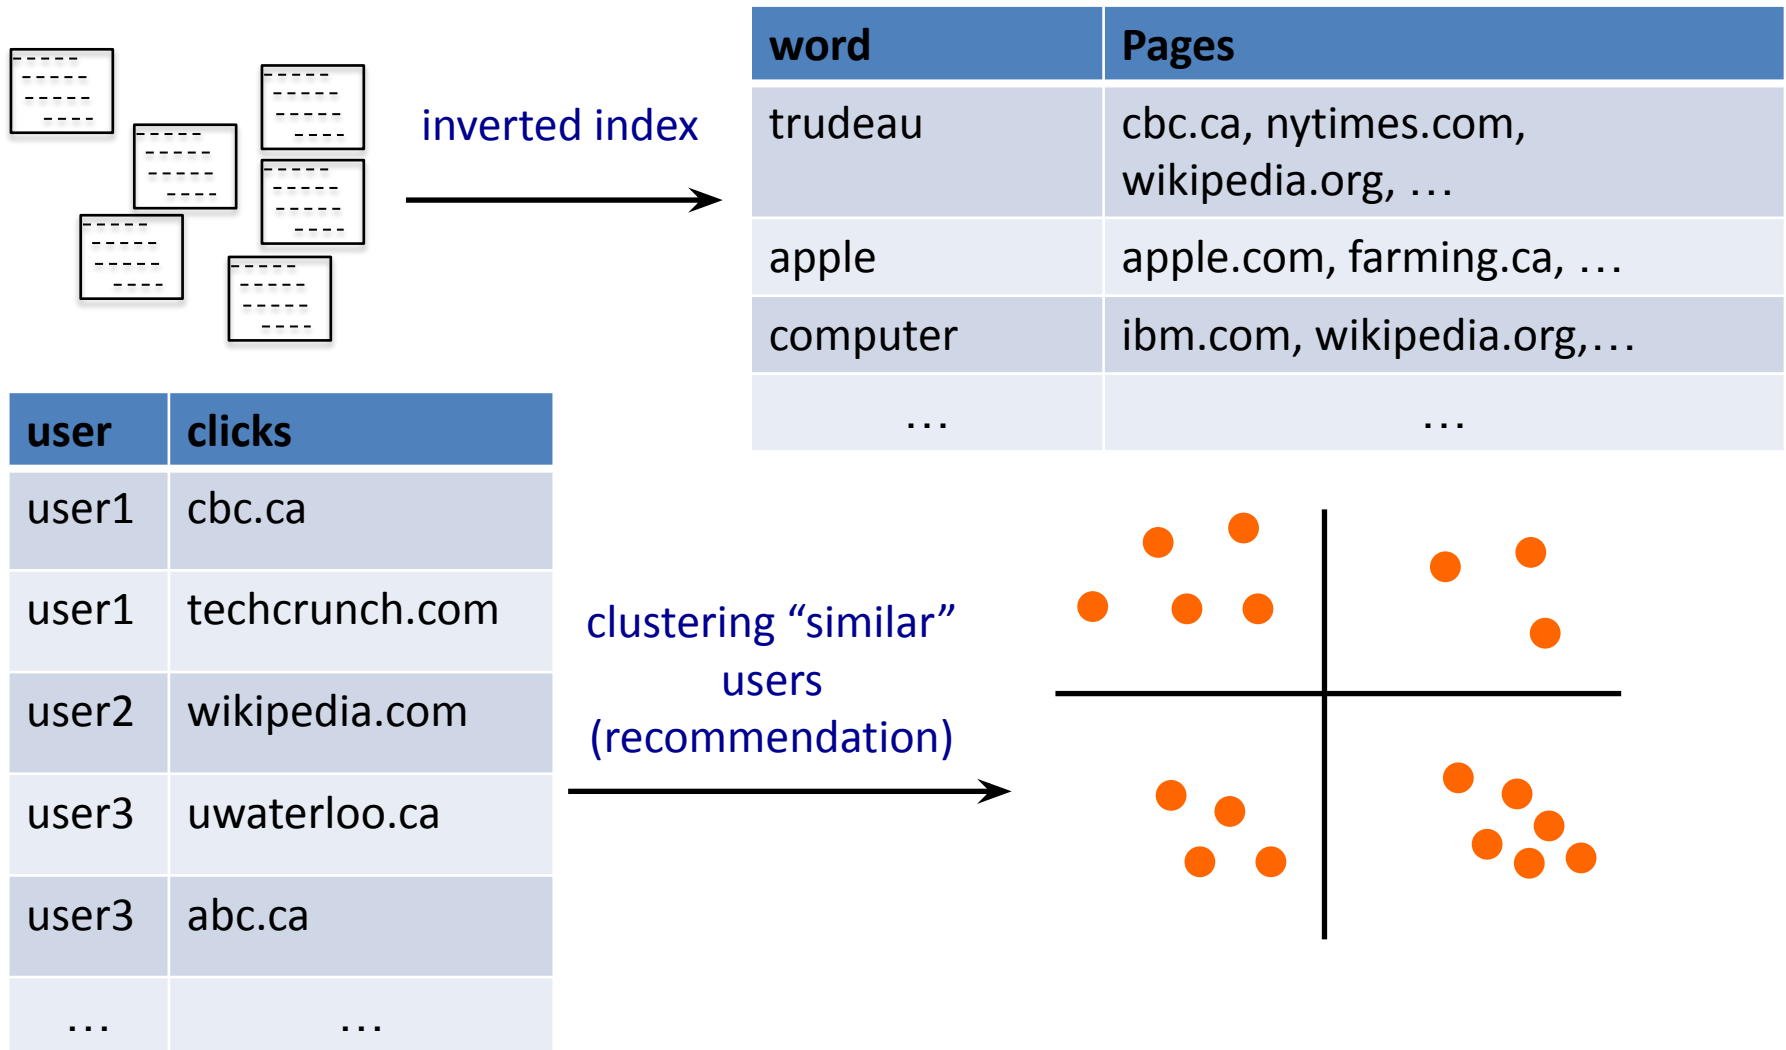 inverted index
word Pages
trudeau cbc.ca, nytimes.com,
wikipedia.org, ...
apple apple.com, farming.ca, ...
computer ibm.com, wikipedia.org,...
... ...
user clicks
user1 cbc.ca
user1 techcrunch.com
user2 wikipedia.com
user3 uwaterloo.ca
user3 abc.ca
... ...
clustering “similar”
users
(recommendation)